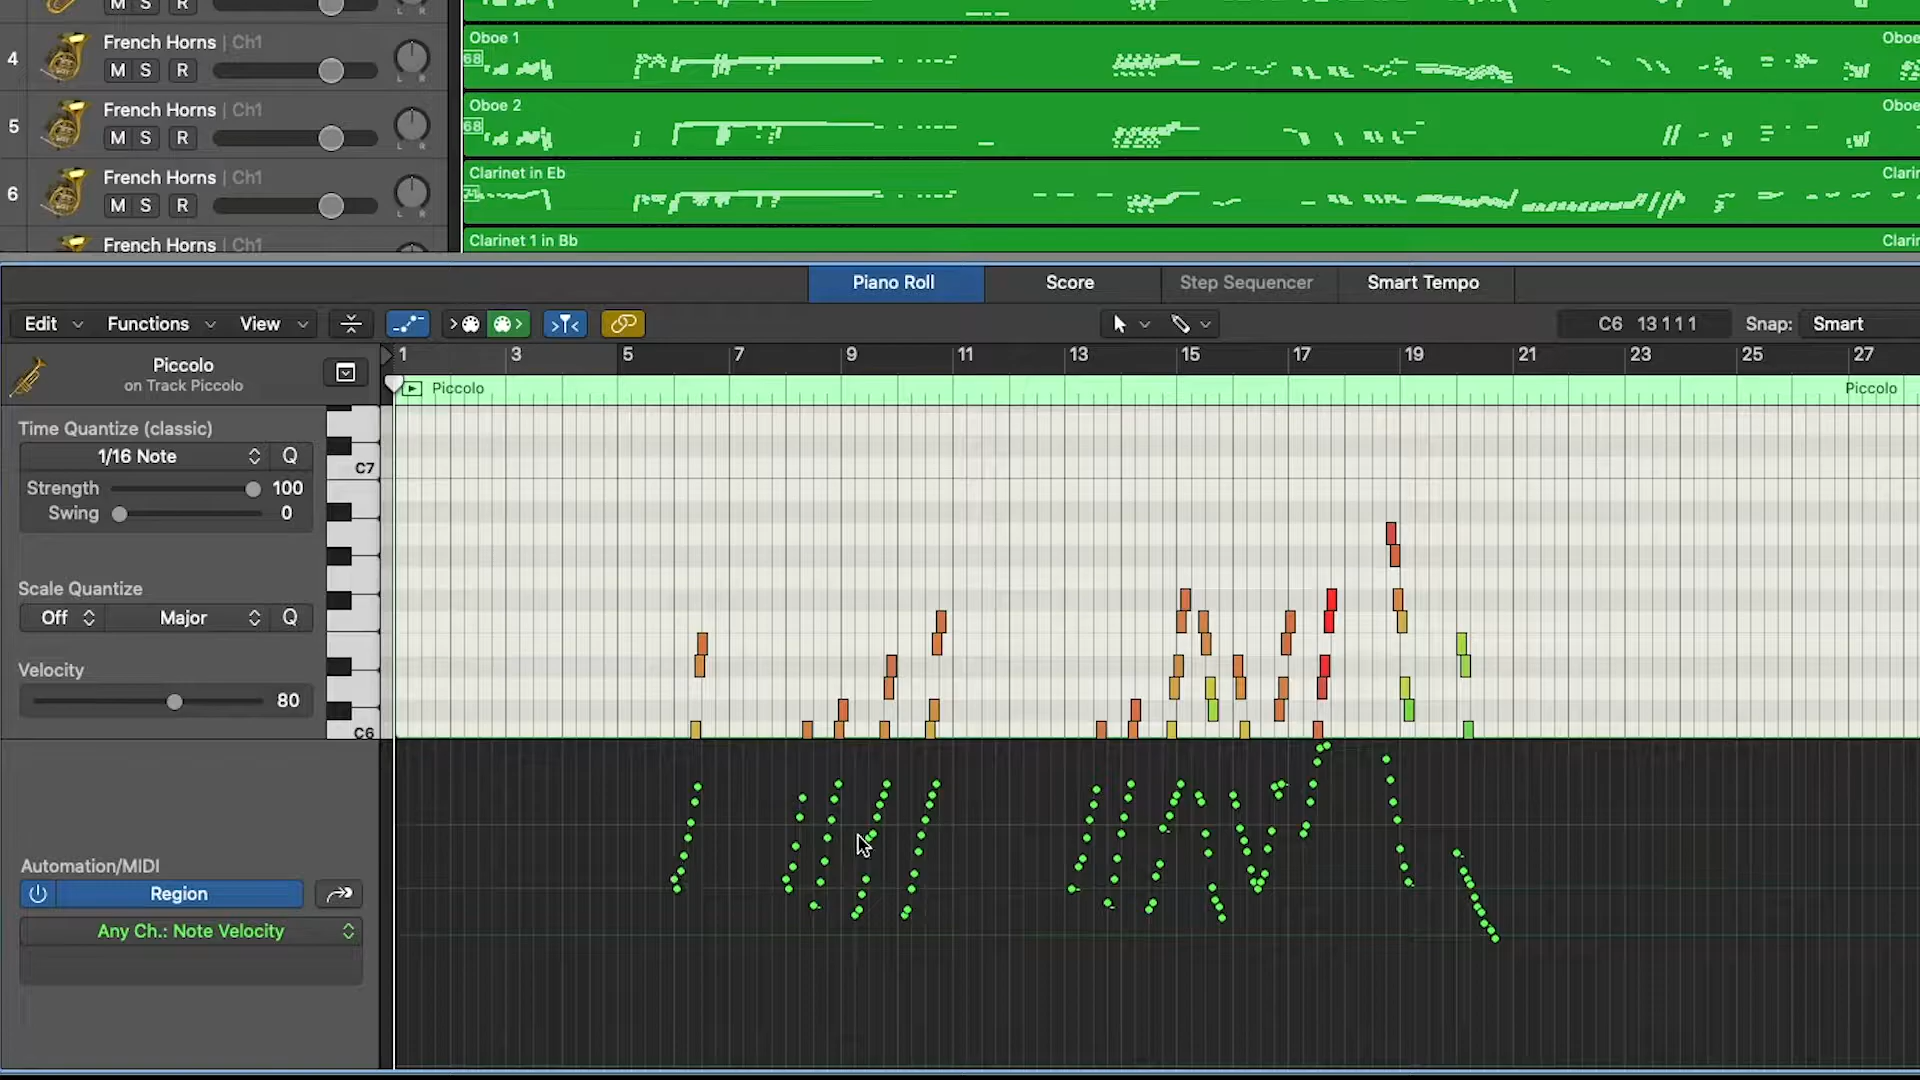 M S R
4 French Horns | Ch1
M S R
L R
5 French Horns | Ch1
M S R
L R
6 French Horns | Ch1
M S R
L R
French Horns | Ch1
Oboe 1 Oboe
68
Oboe 2 Oboe
68
Clarinet in Eb Clarin
71
Clarinet 1 in Bb Clarin
Piano Roll Score Step Sequencer Smart Tempo
Edit Functions View C6 13 1 1 1 Snap: Smart
Piccolo
on Track Piccolo
1 3 5 7 9 11 13 15 17 19 21 23 25 27
Piccolo Piccolo
Time Quantize (classic)
1/16 Note Q
Strength 100
Swing 0
C7
Scale Quantize
Off Major Q
Velocity
80
C6
Automation/MIDI
Region
Any Ch.: Note Velocity